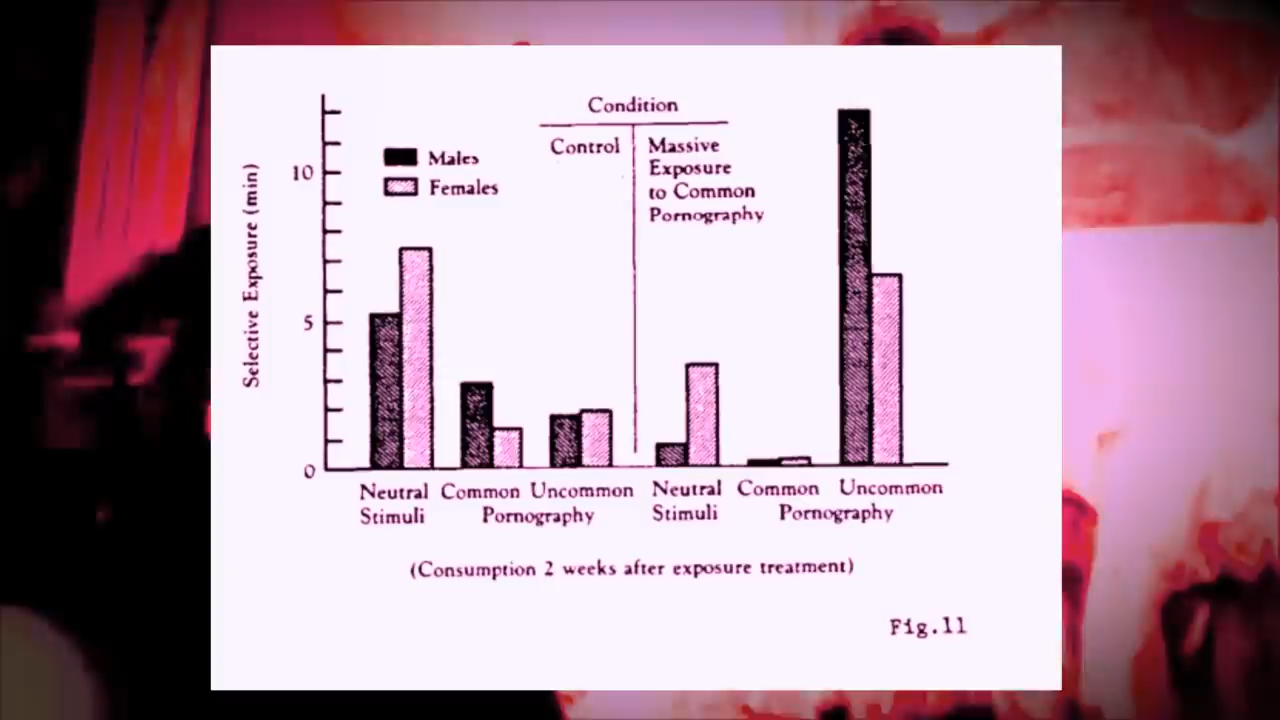 Condition
Control
Massive
Exposure
to Common
Pornography
Males
Females
Selective Exposure (min)
10
5
0
Neutral
Stimuli
Common Uncommon
Pornography
Neutral
Stimuli
Common Uncommon
Pornography
(Consumption 2 weeks after exposure treatment)
Fig.11